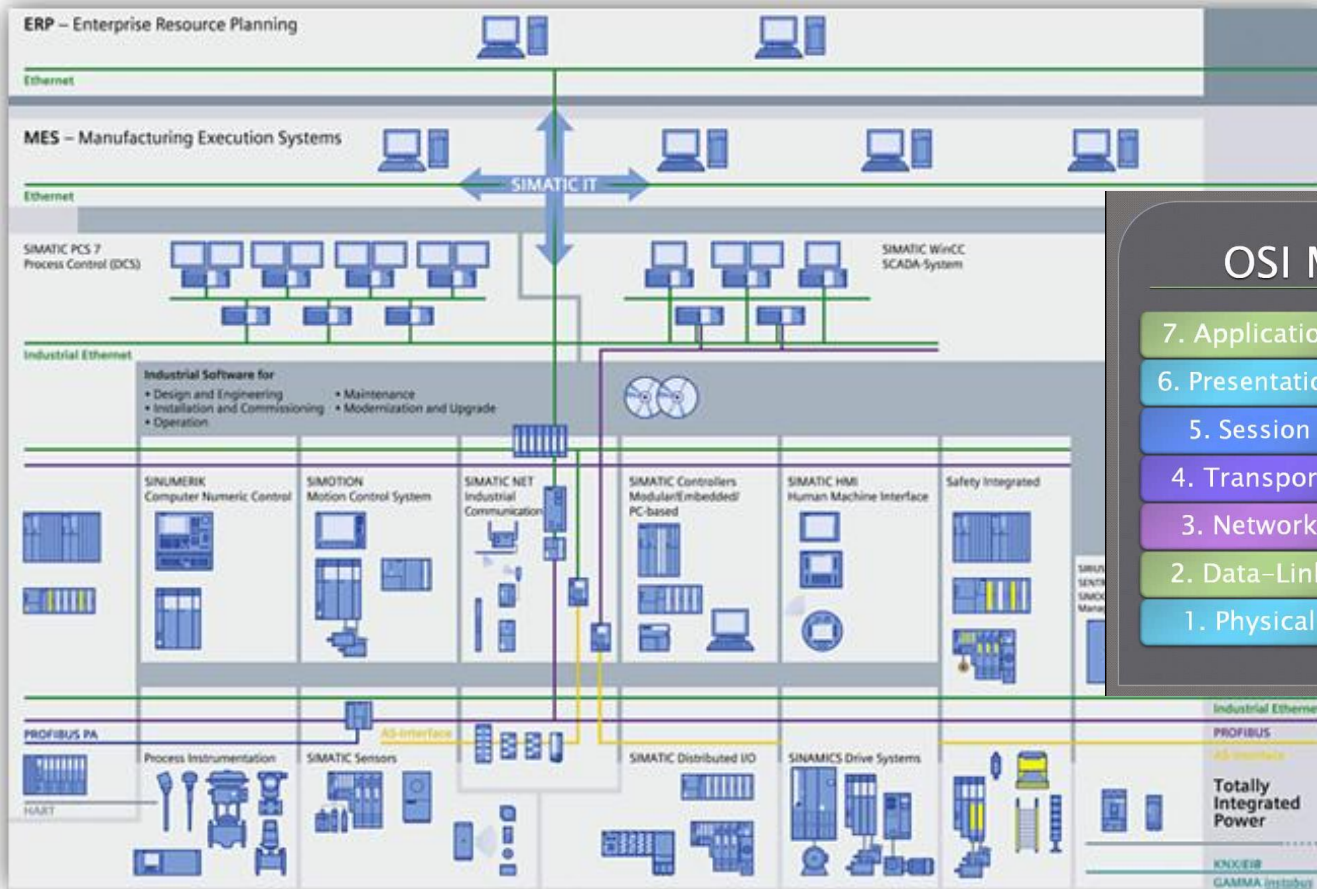 ERP – Enterprise Resource Planning
Ethernet
MES – Manufacturing Execution Systems
SIMATIC IT
Ethernet
SIMATIC PCS 7
Process Control (DCS)
SIMATIC WinCC
SCADA-System
Industrial Ethernet
Industrial Software for
• Design and Engineering
• Installation and Commissioning
• Operation
• Maintenance
• Modernization and Upgrade
SINUMERIK
Computer Numeric Control
SIMOTION
Motion Control System
SIMATIC NET
Industrial
Communication
SIMATIC Controllers
Modular/Embedded/
PC-based
SIMATIC HMI
Human Machine Interface
Safety Integrated
SIRIUS
SENTR
SIMOC
Manag
OSI M
7. Applicatio
6. Presentatio
5. Session
4. Transpor
3. Network
2. Data-Lin
1. Physical
PROFIBUS PA
AS-Interface
HART
Process Instrumentation
SIMATIC Sensors
SIMATIC Distributed I/O
SINAMICS Drive Systems
Industrial Etherne
PROFIBUS
AS-Interface
Totally
Integrated
Power
KNX/EIB
GAMMA instabus